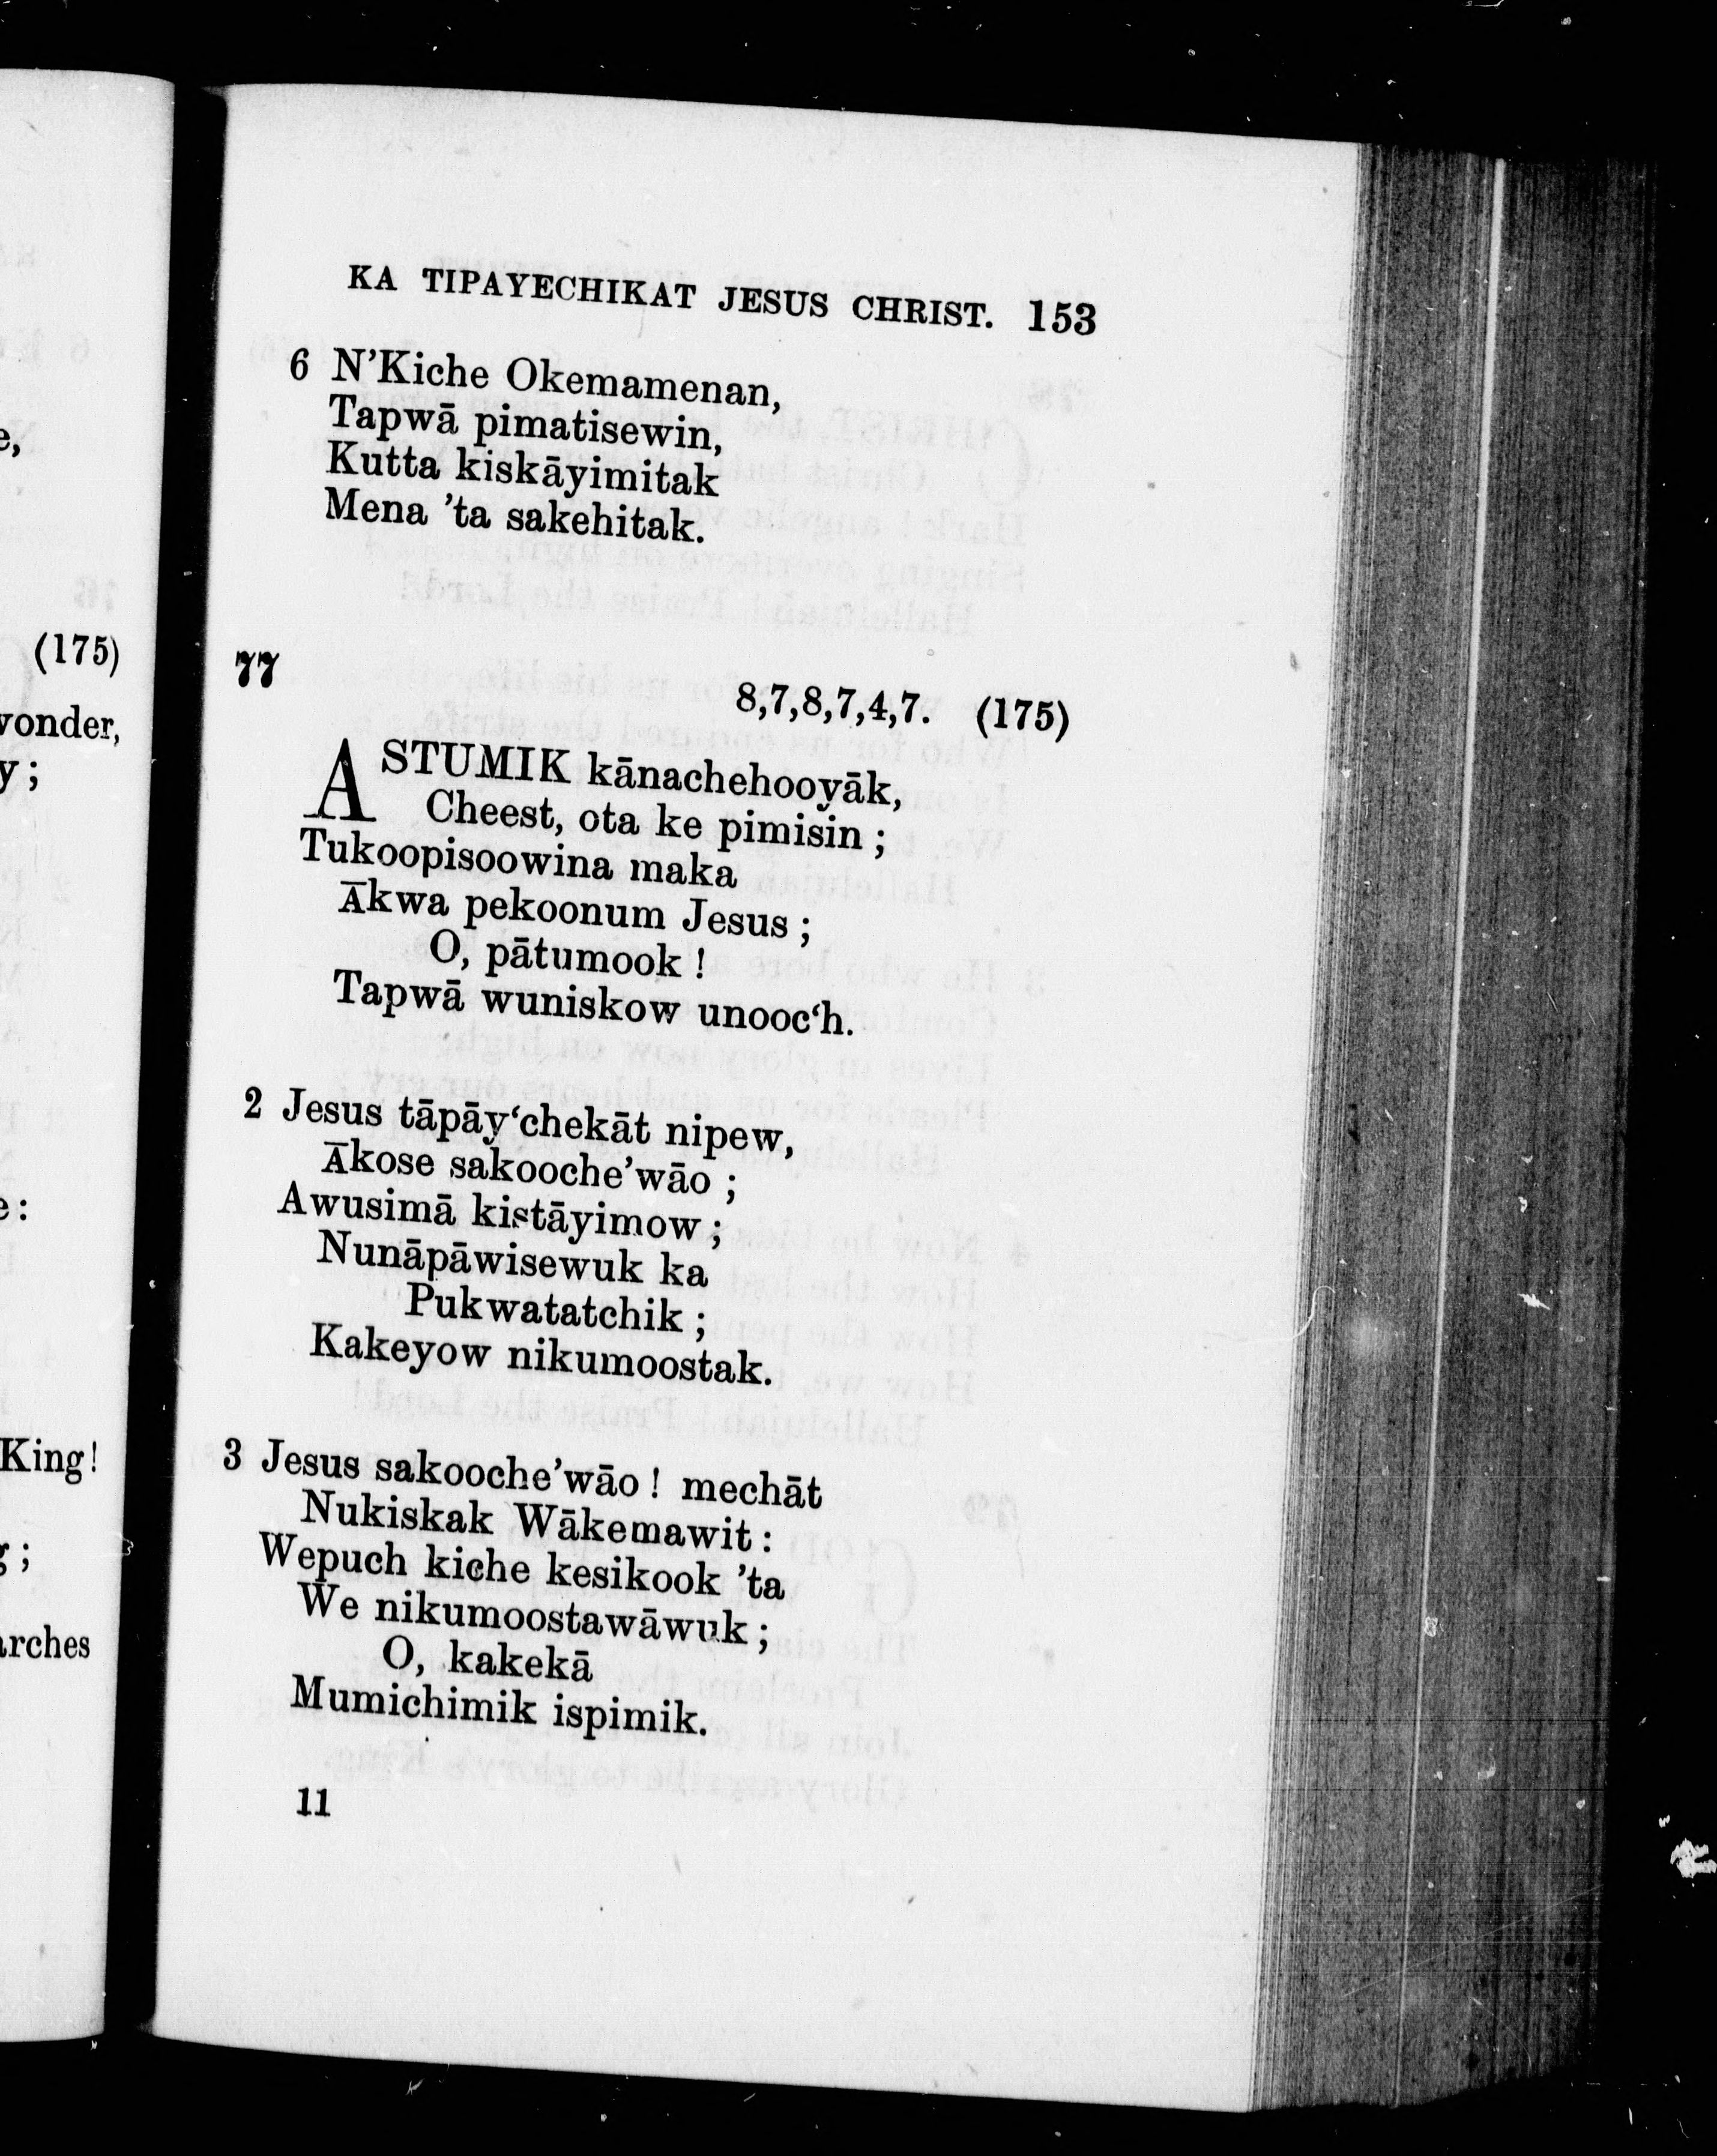 KA TIPAYECHIKAT JESUS CHRIST. 153
6 N’Kiche Okemamenan,
Tapwā pimatisewin,
Kutta kiskāyimitak
Mena ’ta sakehitak.
77
8,7,8,7,4,7. (175)
ASTUMIK kānachehooyāk,
Cheest, ota ke pimisin ;
Tukoopisoowina maka
Ākwa pekoonum Jesus ;
O, pātumook !
Tapwā wuniskow unooc‘h.
2 Jesus tāpāy‘chekāt nipew,
Ākose sakooche’wāo ;
Awusimā kistāyimow ;
Nunāpāwisewuk ka
Pukwatatchik ;
Kakeyow nikumoostak.
3 Jesus sakooche’wāo ! mechāt
Nukiskak Wākemawit :
Wepuch kiche kesikook ’ta
We nikumoostawāwuk ;
O, kakekā
Mumichimik ispimik.
11
(175)
King!